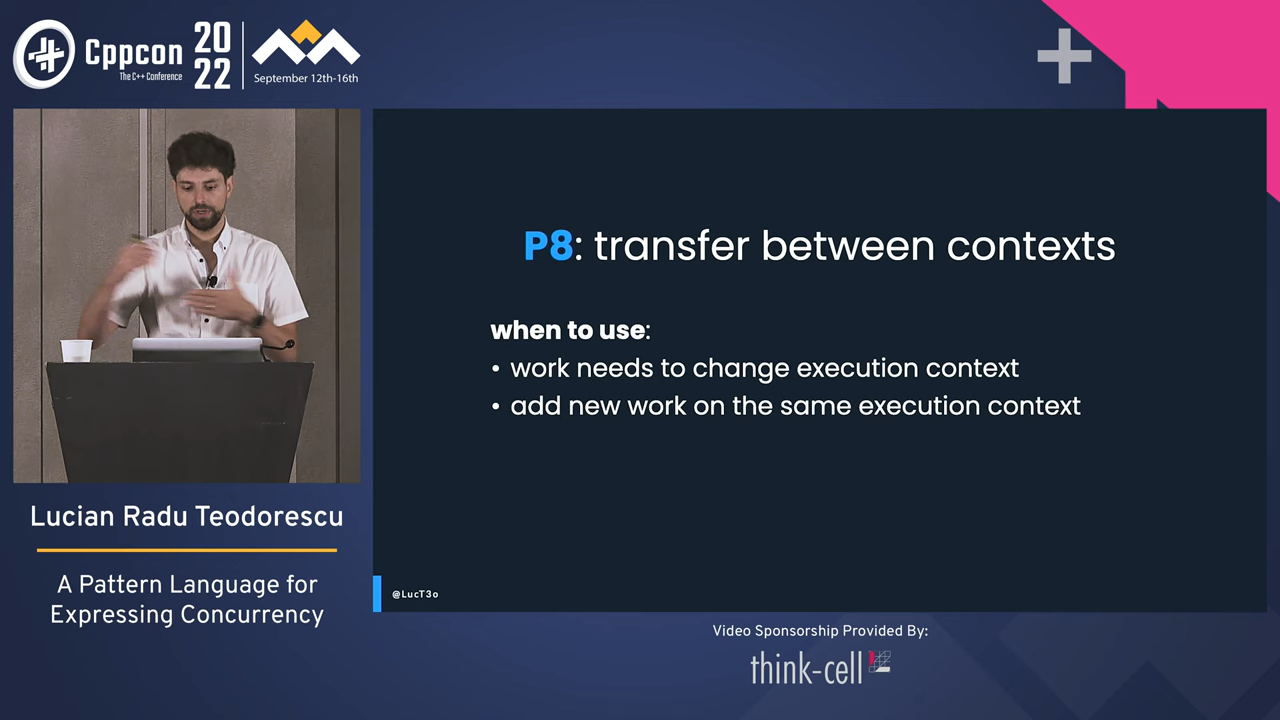 Cppcon
The C++ Conference
20
22
September 12th-16th
P8: transfer between contexts
when to use:
• work needs to change execution context
• add new work on the same execution context
@LucT3o
Lucian Radu Teodorescu
A Pattern Language for
Expressing Concurrency
Video Sponsorship Provided By:
think-cell